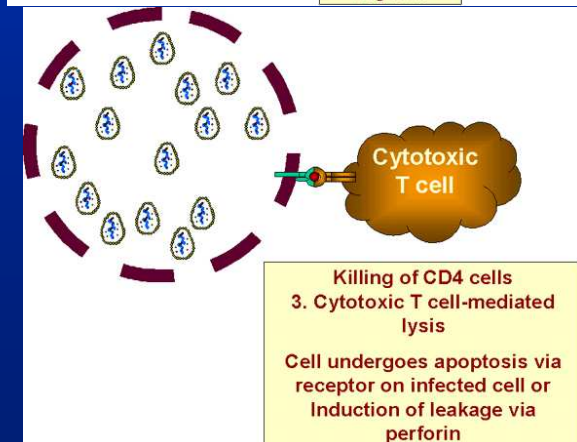 Cytotoxic
T cell
Killing of CD4 cells
3. Cytotoxic T cell-mediated
lysis
Cell undergoes apoptosis via
receptor on infected cell or
Induction of leakage via
perforin